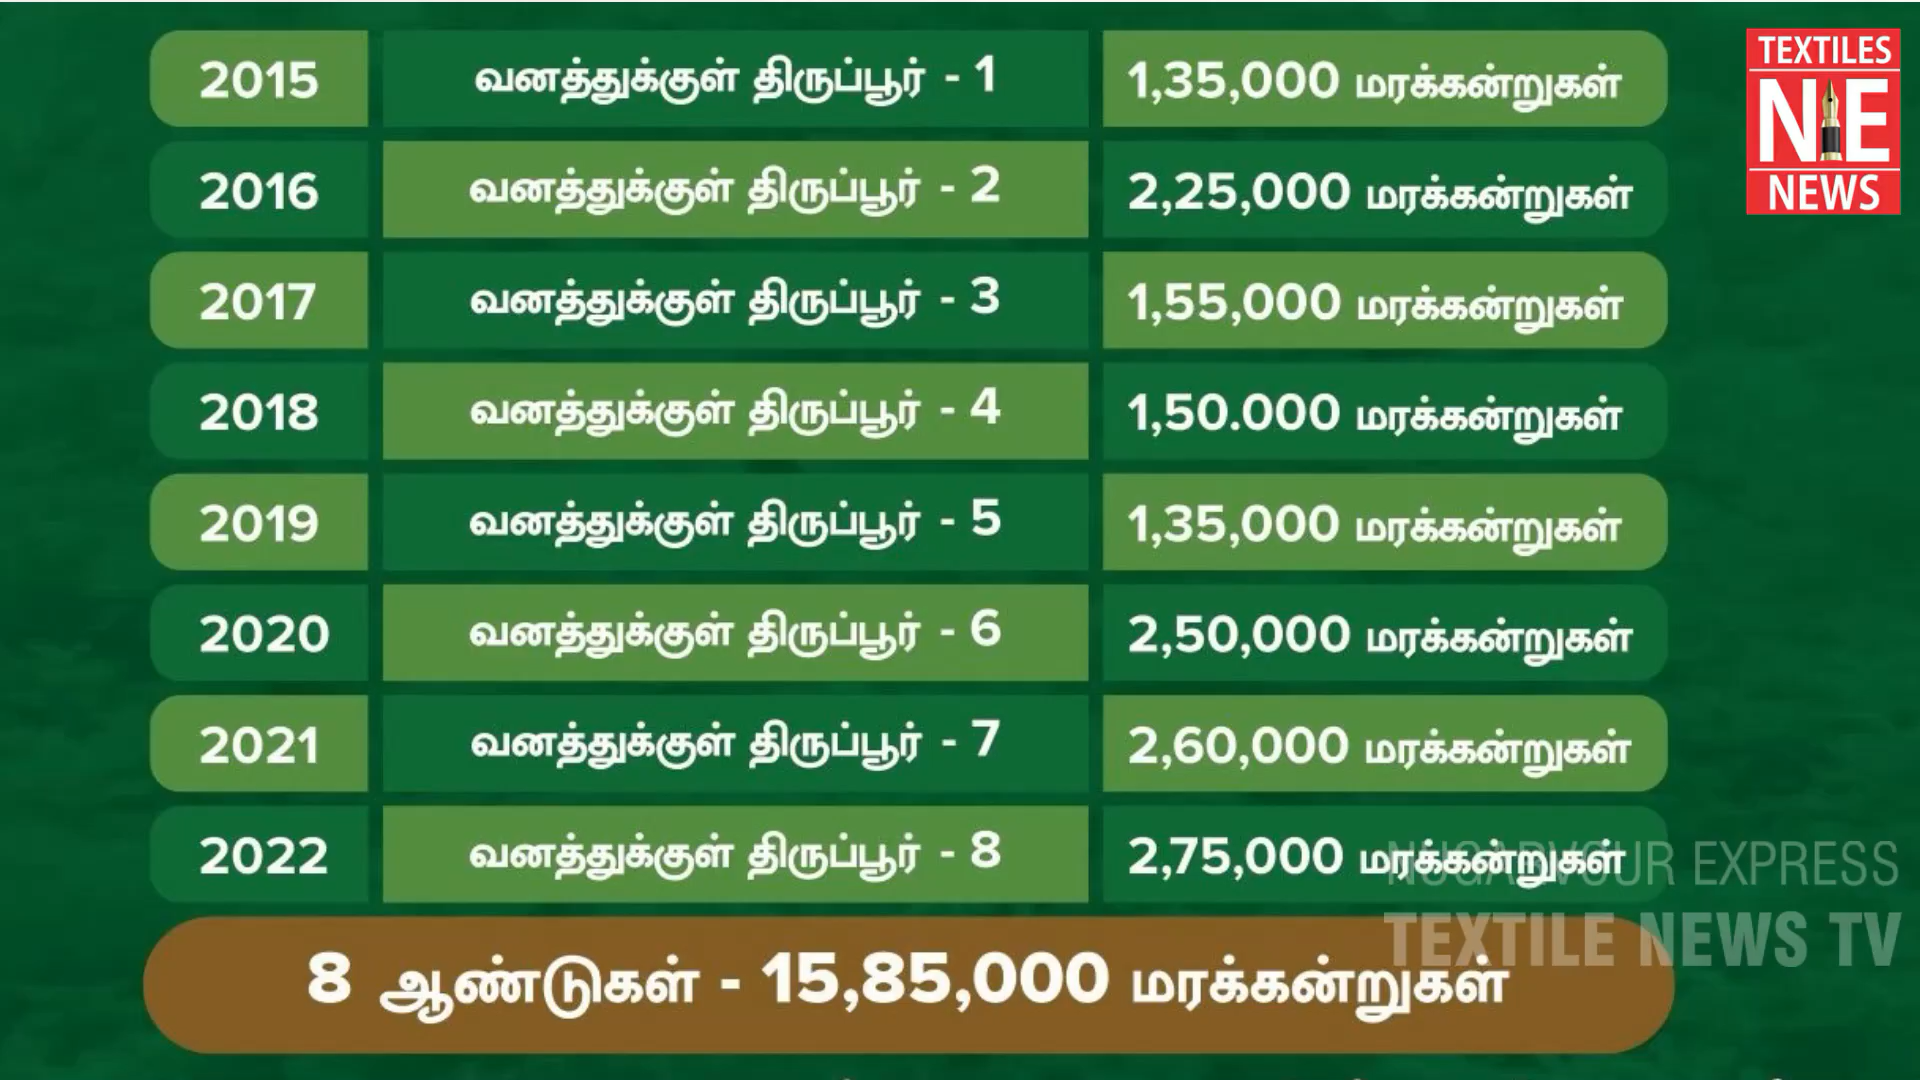 2015 வனத்துக்குள் திருப்பூர் - 1 1,35,000 மரக்கன்றுகள்
2016 வனத்துக்குள் திருப்பூர் - 2 2,25,000 மரக்கன்றுகள்
2017 வனத்துக்குள் திருப்பூர் - 3 1,55,000 மரக்கன்றுகள்
2018 வனத்துக்குள் திருப்பூர் - 4 1,50.000 மரக்கன்றுகள்
2019 வனத்துக்குள் திருப்பூர் - 5 1,35,000 மரக்கன்றுகள்
2020 வனத்துக்குள் திருப்பூர் - 6 2,50,000 மரக்கன்றுகள்
2021 வனத்துக்குள் திருப்பூர் - 7 2,60,000 மரக்கன்றுகள்
2022 வனத்துக்குள் திருப்பூர் - 8 2,75,000 மரக்கன்றுகள்
8 ஆண்டுகள் - 15,85,000 மரக்கன்றுகள்
TEXTILES
NIE
NEWS
EXPRESS
TEXTILE NEWS TV